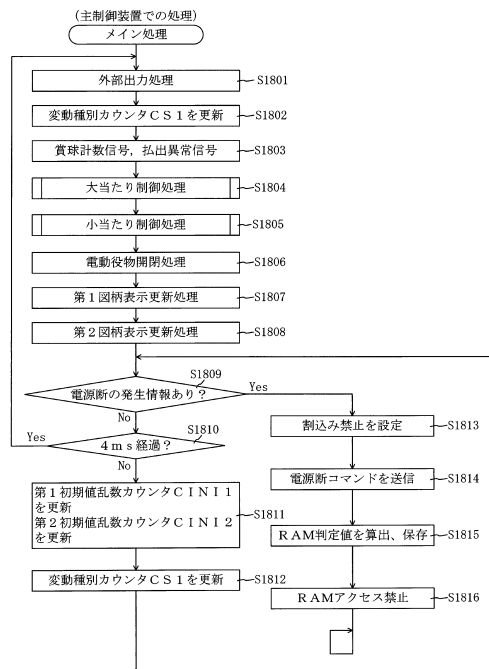 (主制御装置での処理)
メイン処理
外部出力処理 S1801
変動種別カウンタCS1を更新 S1802
賞球計数信号，払出異常信号 S1803
大当たり制御処理 S1804
小当たり制御処理 S1805
電動役物開閉処理 S1806
第1図柄表示更新処理 S1807
第2図柄表示更新処理 S1808
S1809
電源断の発生情報あり？ Yes
No
S1810
Yes 4ms経過？
No
第1初期値乱数カウンタCINI1
を更新
第2初期値乱数カウンタCINI2
を更新
S1811
変動種別カウンタCS1を更新 S1812
割込み禁止を設定 S1813
電源断コマンドを送信 S1814
RAM判定値を算出、保存 S1815
RAMアクセス禁止 S1816